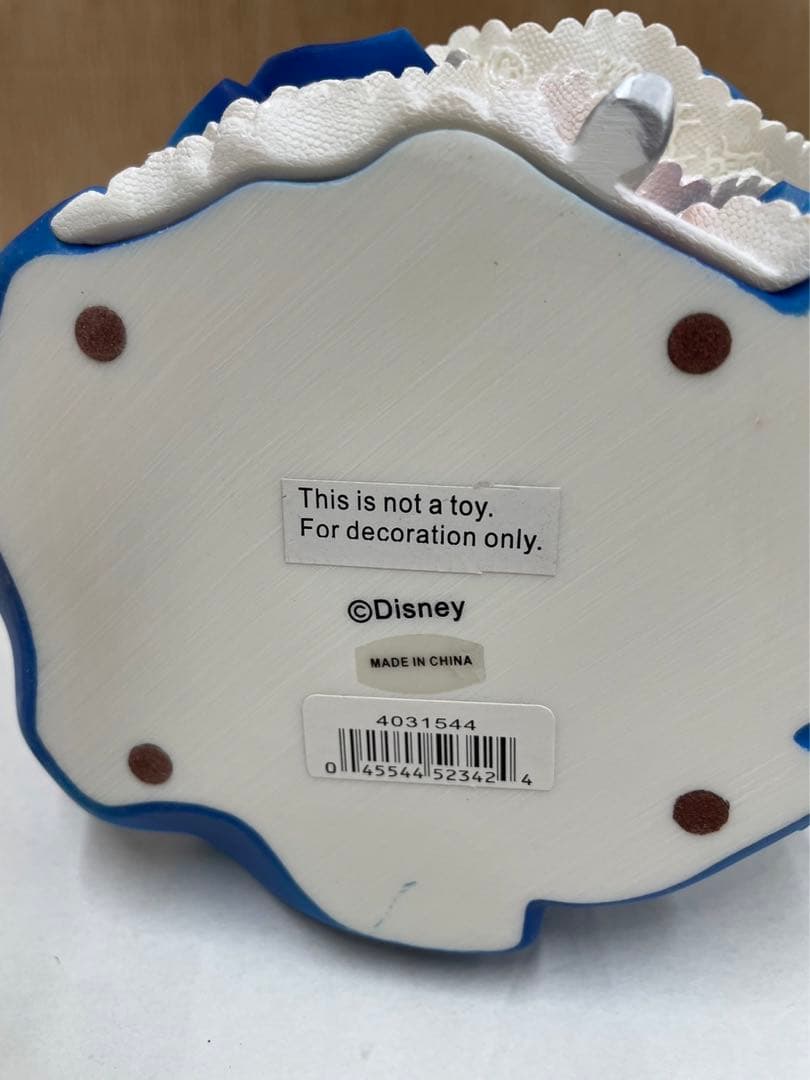 This is not a toy.
For decoration only.
©Disney
MADE IN CHINA
4031544
0 45544 52342 4